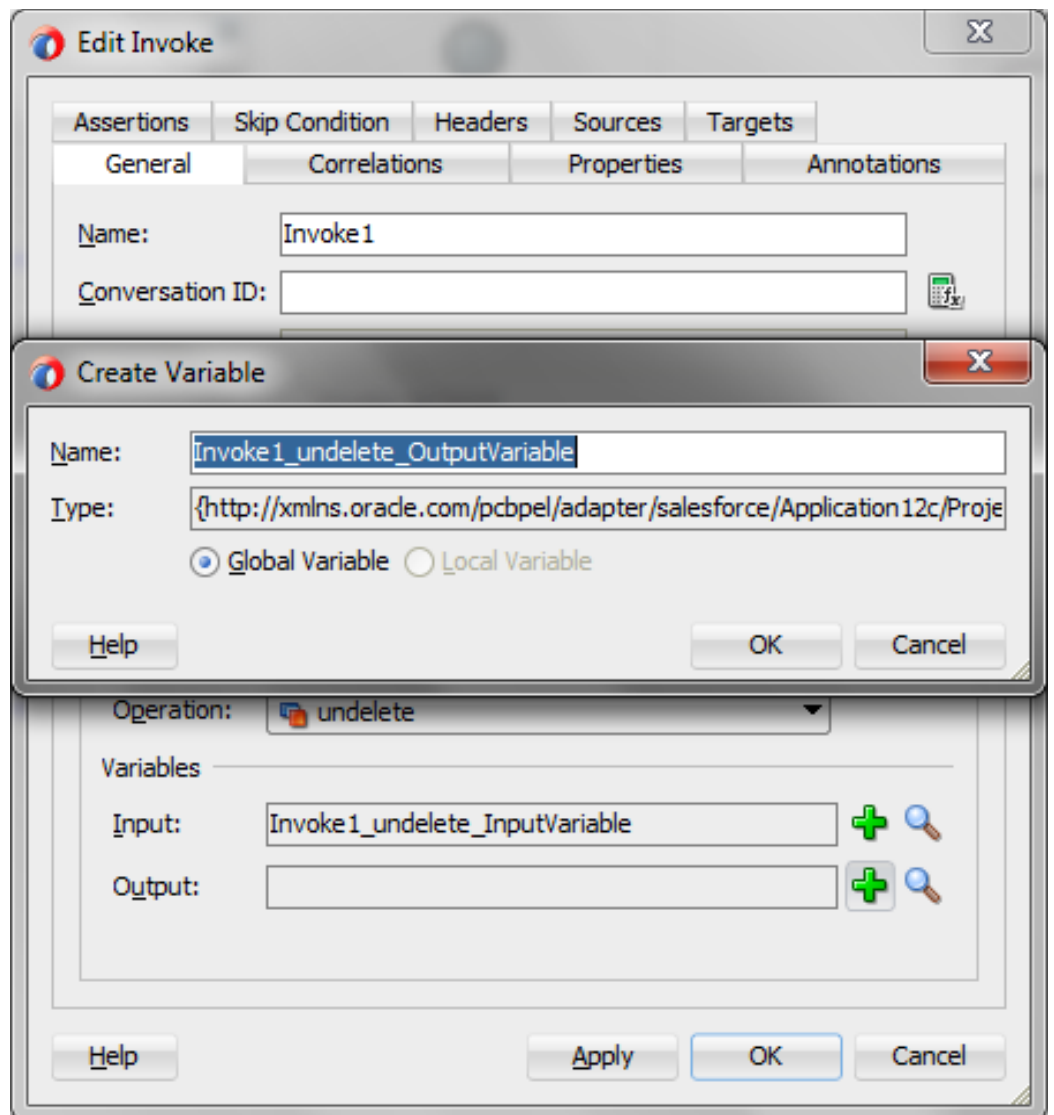 Edit Invoke
Assertions Skip Condition Headers Sources Targets
General Correlations Properties Annotations
Name: Invoke1
Conversation ID:
Create Variable
Name: Invoke1_undelete_OutputVariable
Type: {http://xmlns.oracle.com/pcbpel/adapter/salesforce/Application12c/Proje
Global Variable Local Variable
Help OK Cancel
Operation: undelete
Variables
Input: Invoke1_undelete_InputVariable
Output:
Help Apply OK Cancel